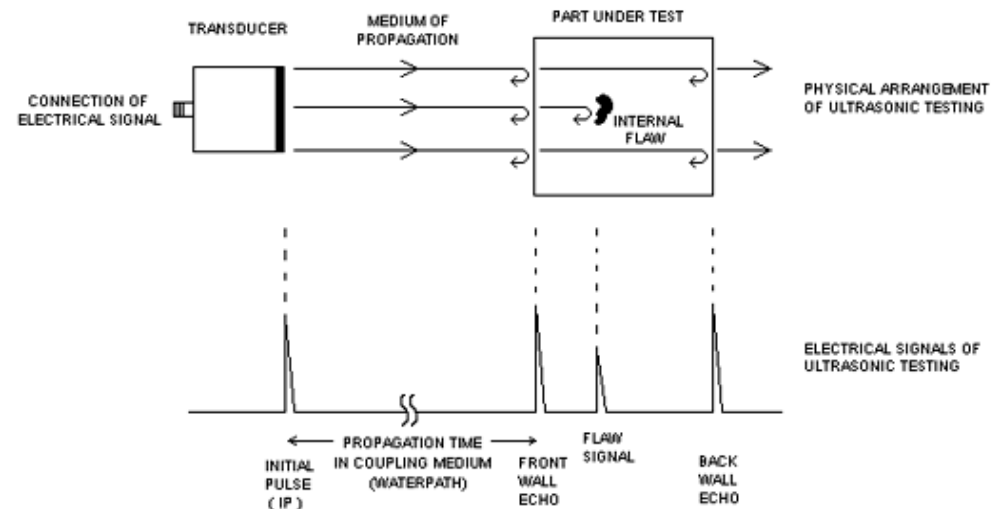 TRANSDUCER
MEDIUM OF
PROPAGATION
PART UNDER TEST
CONNECTION OF
ELECTRICAL SIGNAL
INTERNAL
FLAW
PHYSICAL ARRANGEMENT
OF ULTRASONIC TESTING
ELECTRICAL SIGNALS OF
ULTRASONIC TESTING
PROPAGATION TIME
IN COUPLING MEDIUM
(WATERPATH)
INITIAL
PULSE
( IP )
FRONT
WALL
ECHO
FLAW
SIGNAL
BACK
WALL
ECHO